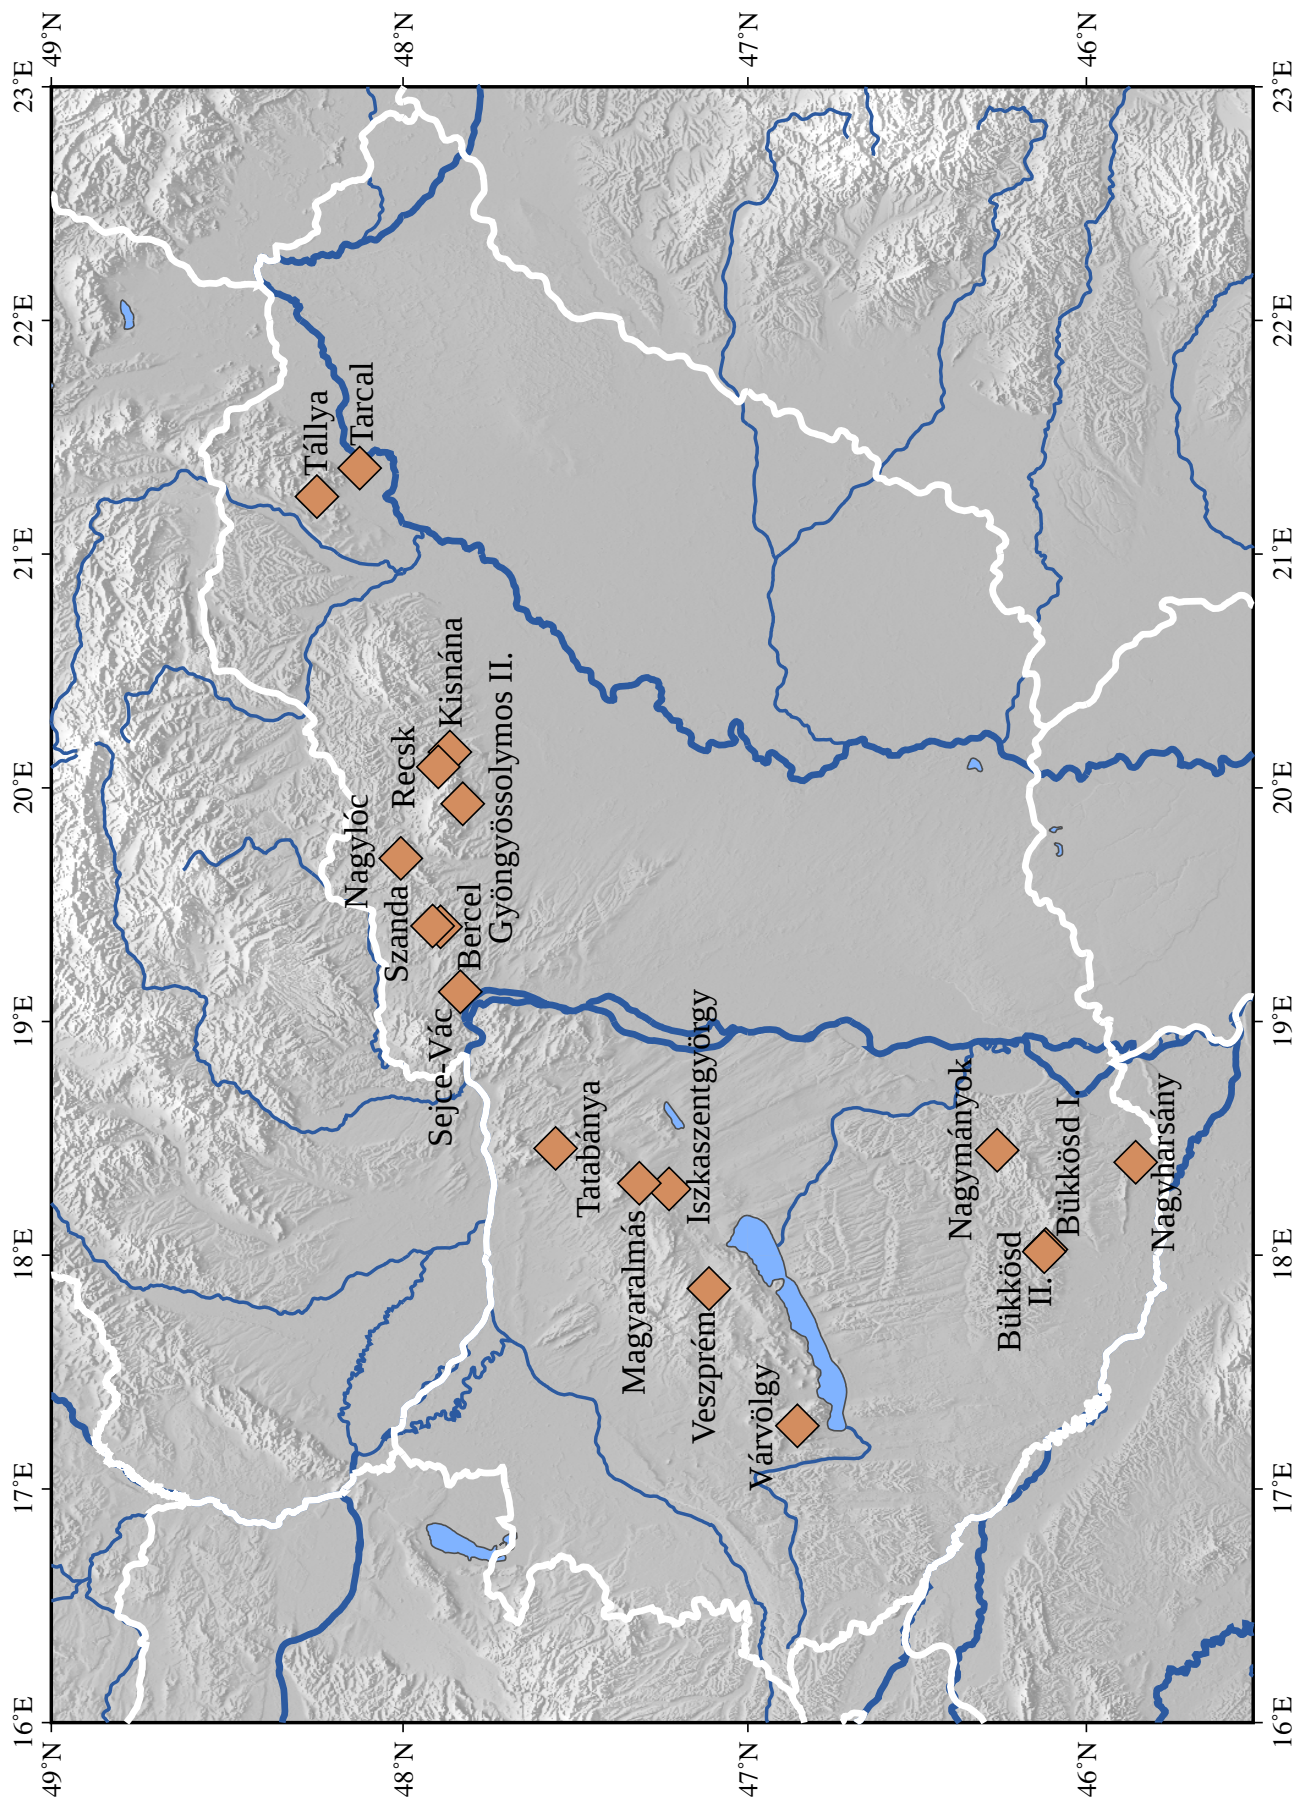 16˚E
17˚E
18˚E
19˚E
20˚E
21˚E
22˚E
23˚E
49˚N
49˚N
48˚N
48˚N
47˚N
47˚N
46˚N
46˚N
Tállya
Tarcal
Kisnána
Recsk
Gyöngyössolymos II.
Nagylóc
Szanda
Bercel
Sejce-Vác
Tatabánya
Iszkaszentgyörgy
Magyaralmás
Veszprém
Várvölgy
Nagymányok
Bükkösd I.
Bükkösd
II.
Nagyharsány
16˚E
17˚E
18˚E
19˚E
20˚E
21˚E
22˚E
23˚E